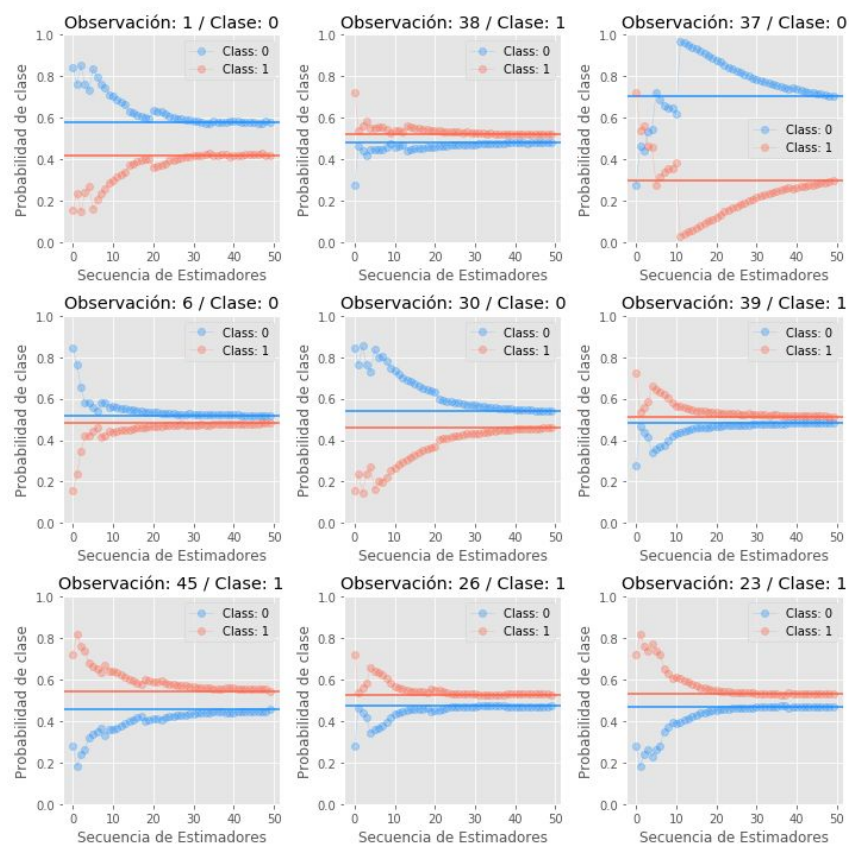 Observación: 1 / Clase: 0
Probabilidad de clase
1.0
0.8
0.6
0.4
0.2
0.0
Class: 0
Class: 1
0 10 20 30 40 50
Secuencia de Estimadores
Observación: 38 / Clase: 1
Probabilidad de clase
1.0
0.8
0.6
0.4
0.2
0.0
Class: 0
Class: 1
0 10 20 30 40 50
Secuencia de Estimadores
Observación: 37 / Clase: 0
Probabilidad de clase
1.0
0.8
0.6
0.4
0.2
0.0
Class: 0
Class: 1
0 10 20 30 40 50
Secuencia de Estimadores
Observación: 6 / Clase: 0
Probabilidad de clase
1.0
0.8
0.6
0.4
0.2
0.0
Class: 0
Class: 1
0 10 20 30 40 50
Secuencia de Estimadores
Observación: 30 / Clase: 0
Probabilidad de clase
1.0
0.8
0.6
0.4
0.2
0.0
Class: 0
Class: 1
0 10 20 30 40 50
Secuencia de Estimadores
Observación: 39 / Clase: 1
Probabilidad de clase
1.0
0.8
0.6
0.4
0.2
0.0
Class: 0
Class: 1
0 10 20 30 40 50
Secuencia de Estimadores
Observación: 45 / Clase: 1
Probabilidad de clase
1.0
0.8
0.6
0.4
0.2
0.0
Class: 0
Class: 1
0 10 20 30 40 50
Secuencia de Estimadores
Observación: 26 / Clase: 1
Probabilidad de clase
1.0
0.8
0.6
0.4
0.2
0.0
Class: 0
Class: 1
0 10 20 30 40 50
Secuencia de Estimadores
Observación: 23 / Clase: 1
Probabilidad de clase
1.0
0.8
0.6
0.4
0.2
0.0
Class: 0
Class: 1
0 10 20 30 40 50
Secuencia de Estimadores